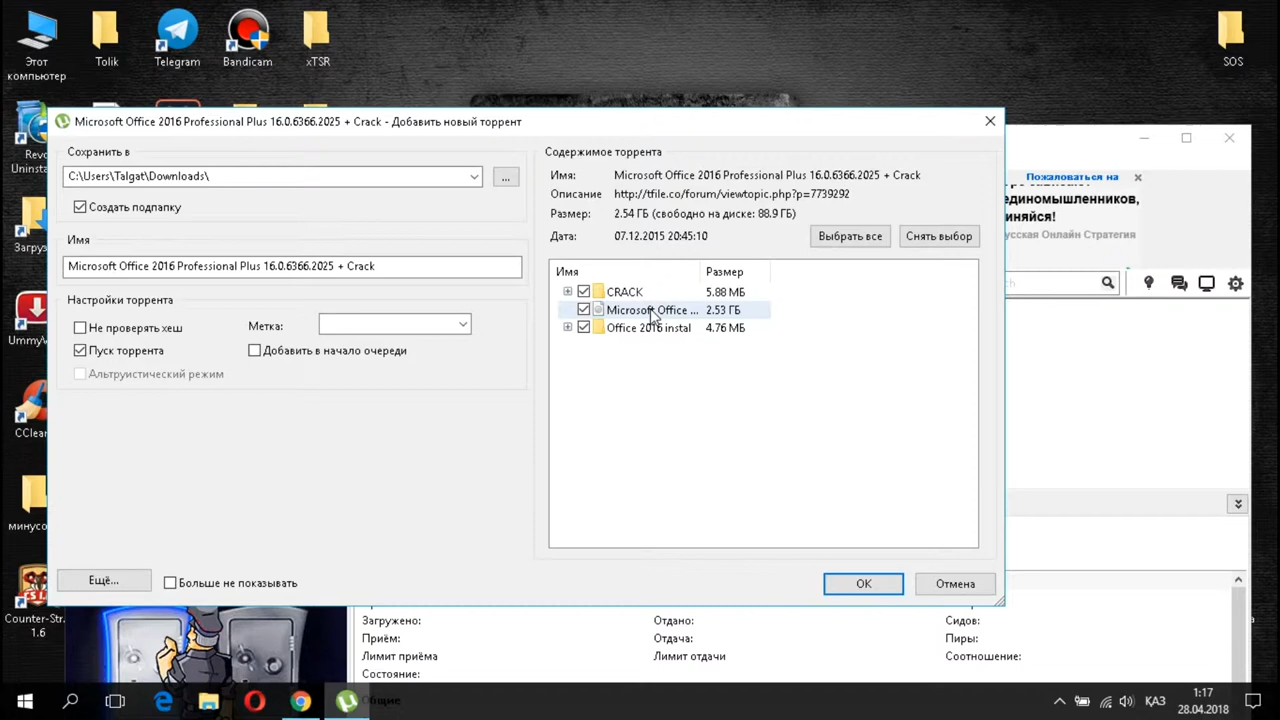 Этот
компьютер
Tolik
Telegram
Bandicam
xTSR
SOS
Revo
Uninst
Загруз
UmmyV
CClean
минусо
Counter-Str
1.6
Microsoft Office 2016 Professional Plus 16.0.6366.2025 + Crack - Добавить новый торрент
Сохранить в
C:\Users\Talgat\Downloads\
...
Создать подпапку
Имя
Microsoft Office 2016 Professional Plus 16.0.6366.2025 + Crack
Настройки торрента
Не проверять хеш
Метка:
Пуск торрента
Добавить в начало очереди
Альтруистический режим
Ещё...
Больше не показывать
Содержимое торрента
Имя: Microsoft Office 2016 Professional Plus 16.0.6366.2025 + Crack
Описание http://tfile.co/forum/viewtopic.php?p=7739292
Размер: 2.54 ГБ (свободно на диске: 88.9 ГБ)
Дата: 07.12.2015 20:45:10
Выбрать все
Снять выбор
Имя Размер
CRACK 5.88 МБ
Microsoft Office ... 2.53 ГБ
Office 2016 instal 4.76 МБ
OK
Отмена
Пожаловаться на
единомышленников,
иняйся!
усская Онлайн Стратегия
Загружено: Отдано: Сидов:
Приём: Отдача: Пиры:
Лимит приёма Лимит отдачи Соотношение:
Состояние:
Общие
КАЗ
1:17
28.04.2018